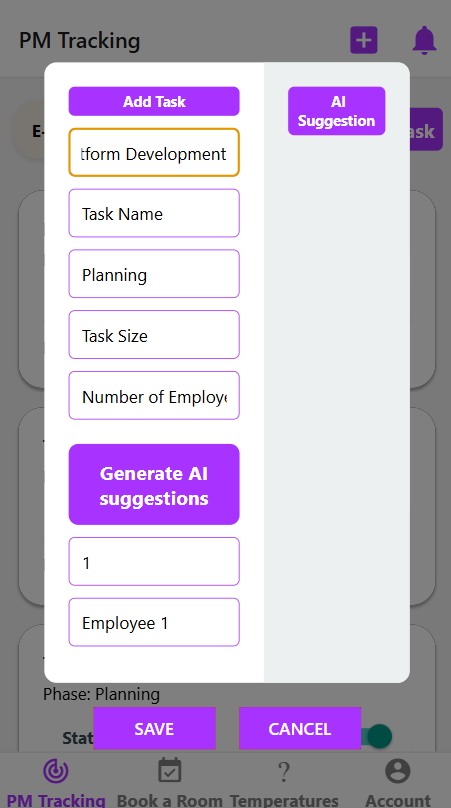 PM Tracking
Add Task
AI
Suggestion
E-
ask
tform Development
Task Name
Planning
Task Size
Number of Employe
Generate AI
suggestions
1
Employee 1
Phase: Planning
Stat
SAVE
CANCEL
PM Tracking
Book a Room
Temperatures
Account